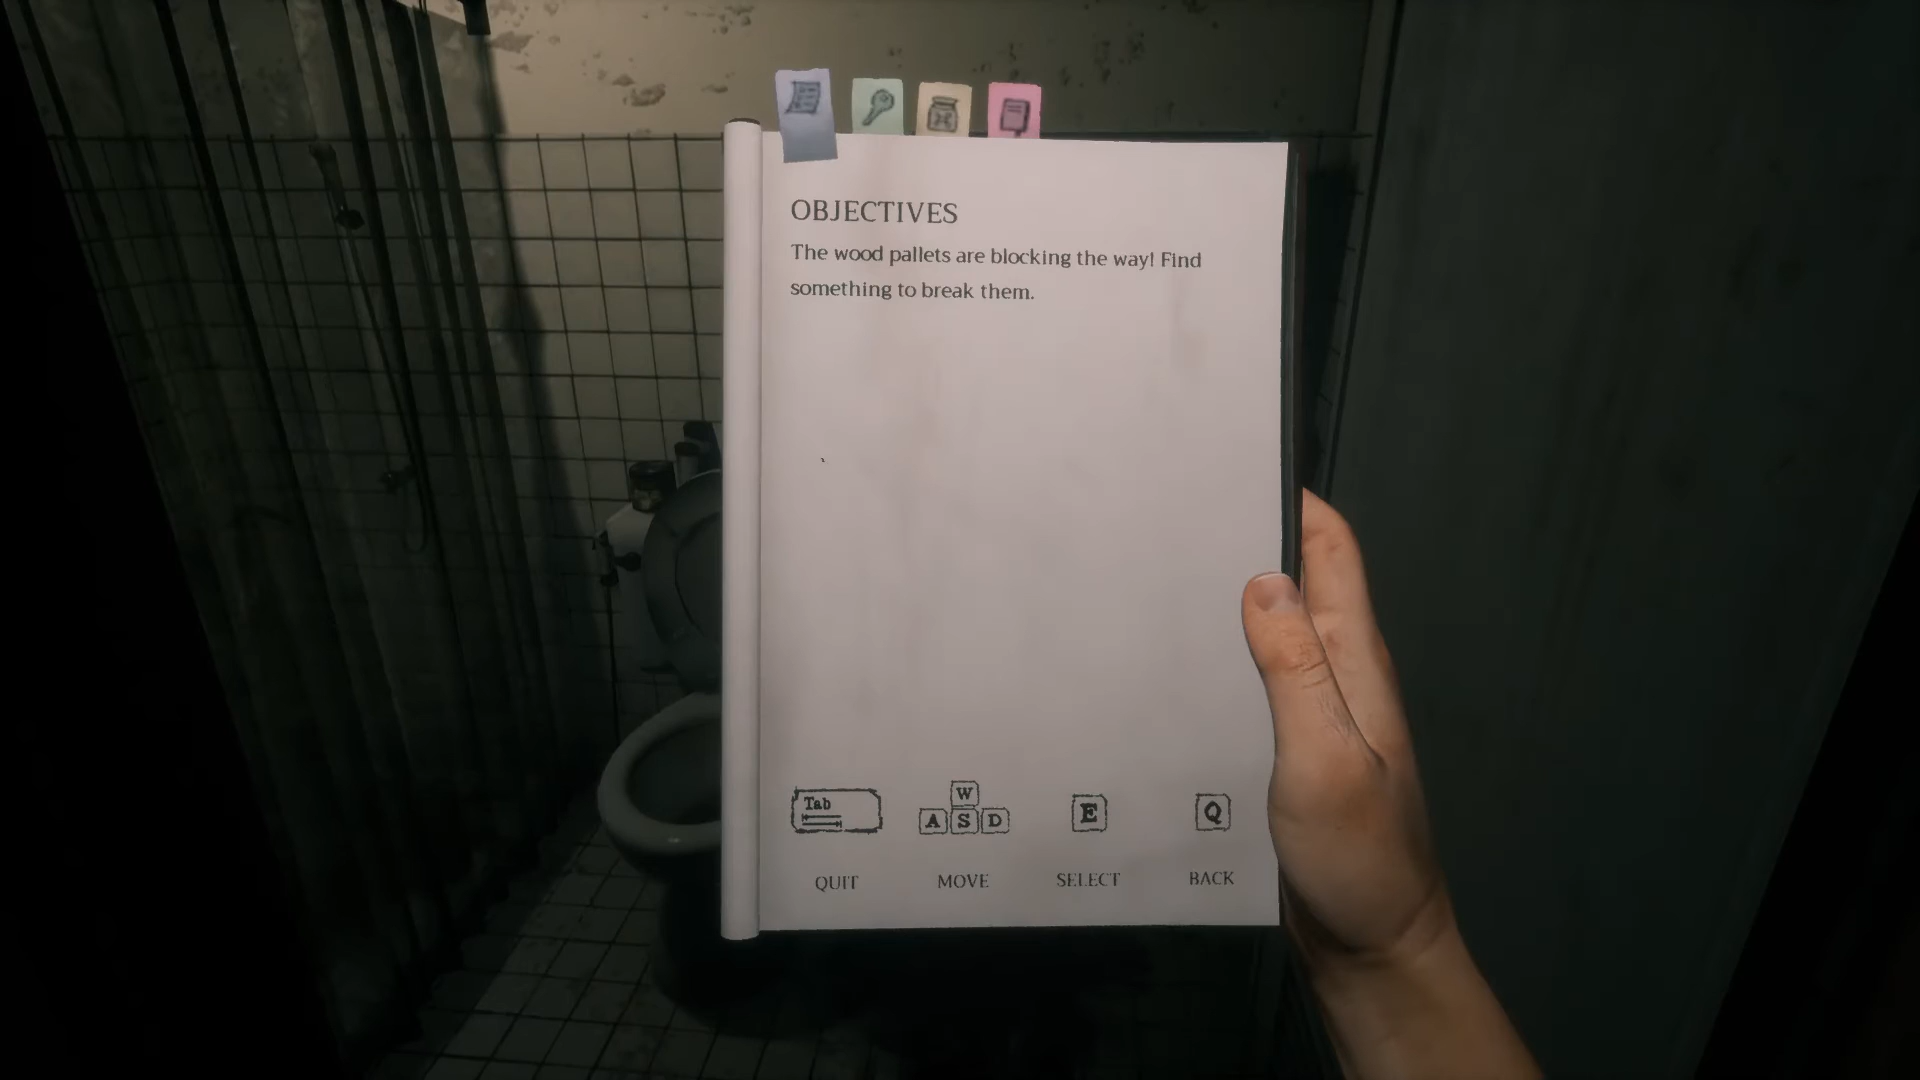 OBJECTIVES
The wood pallets are blocking the way! Find
something to break them.
Tab
W
A S D
E
Q
QUIT
MOVE
SELECT
BACK